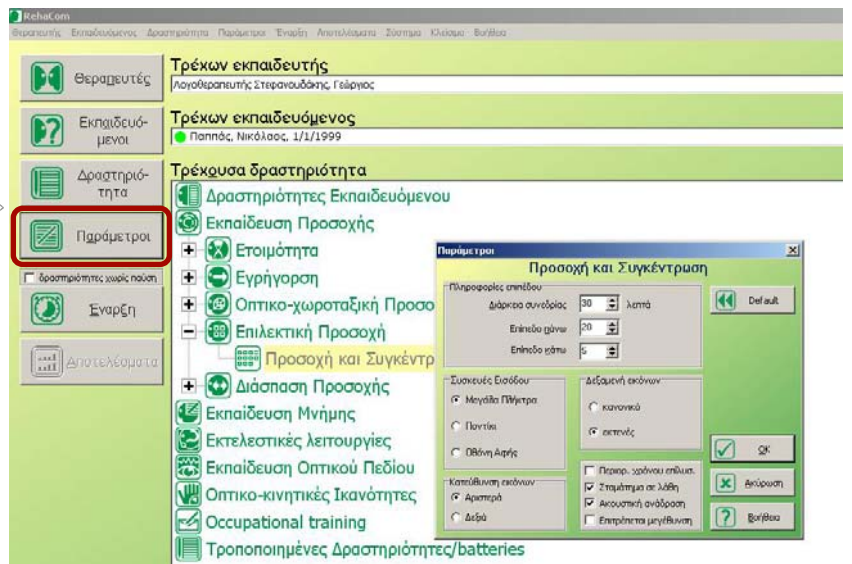 RehaCom
Θεραπευτής Εκπαιδευόμενος Δραστηριότητα Παράμετροι Έναρξη Αποτελέσματα Σύστημα Κλείσιμο Βοήθεια
Θεραπευτές
Εκπαιδευό-
μενοι
Δραστηριό-
τητα
Παράμετροι
δραστηριότητες χωρίς παύση
Έναρξη
Αποτελέσματα
Τρέχων εκπαιδευτής
Λογοθεραπευτής Στεφανουδάκης, Γεώργιος
Τρέχων εκπαιδευόμενος
Παππάς, Νικόλαος, 1/1/1999
Τρέχουσα δραστηριότητα
Δραστηριότητες Εκπαιδευόμενου
Εκπαίδευση Προσοχής
Ετοιμότητα
Εγρήγορση
Οπτικο-χωροταξική Προσο
Επιλεκτική Προσοχή
Προσοχή και Συγκέντρ
Διάσπαση Προσοχής
Εκπαίδευση Μνήμης
Εκτελεστικές λειτουργίες
Εκπαίδευση Οπτικού Πεδίου
Οπτικο-κινητικές Ικανότητες
Occupational training
Τροποποιημένες Δραστηριότητες/batteries
Παράμετροι
Προσοχή και Συγκέντρωση
Πληροφορίες επιπέδου
Διάρκεια συνεδρίας 30 λεπτά
Επίπεδο πάνω 20
Επίπεδο κάτω 5
Default
Συσκευές Εισόδου
Μεγάλα Πλήκτρα
Ποντίκι
Οθόνη Αφής
Δεξαμενή εικόνων
κανονικό
εκτενές
Κατεύθυνση εικόνων
Αριστερά
Δεξιά
Περιορ. χρόνου επίλυσ.
Σταμάτημα σε λάθη
Ακουστική ανάδραση
Επιτρέπεται μεγέθυνση
OK
Ακύρωση
Βοήθεια